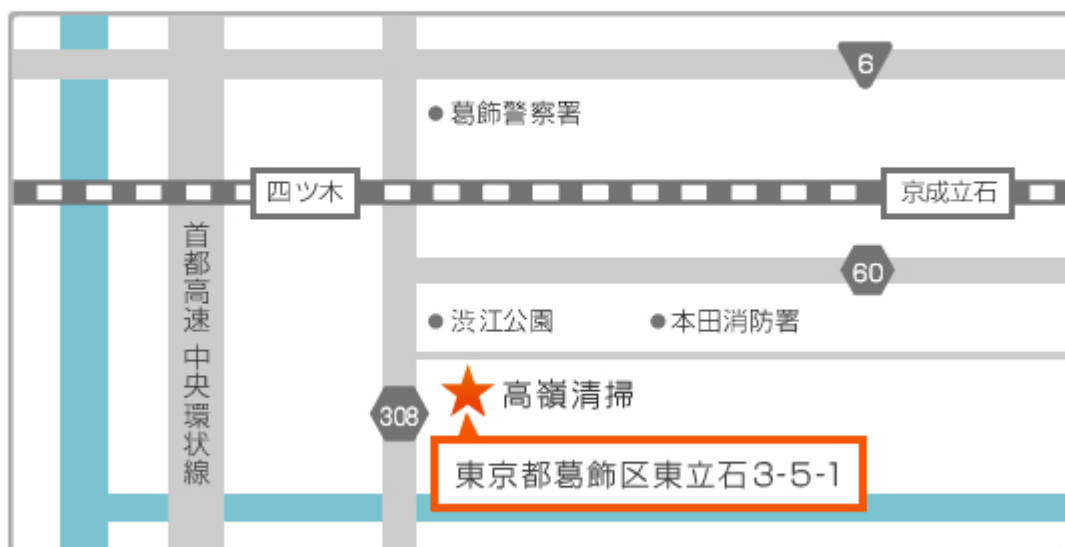 6
葛飾警察署
四ツ木
京成立石
首都高速 中央環状線
60
渋江公園
本田消防署
308
高嶺清掃
東京都葛飾区東立石3-5-1